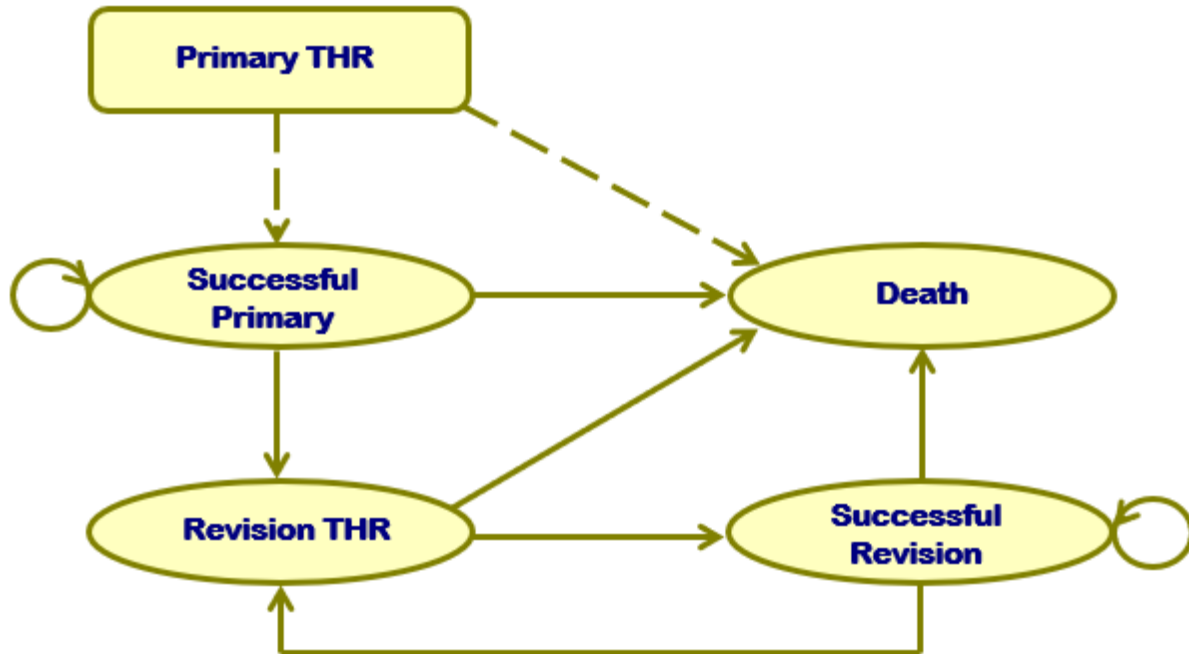 Primary THR
Successful
Primary
Death
Revision THR
Successful
Revision